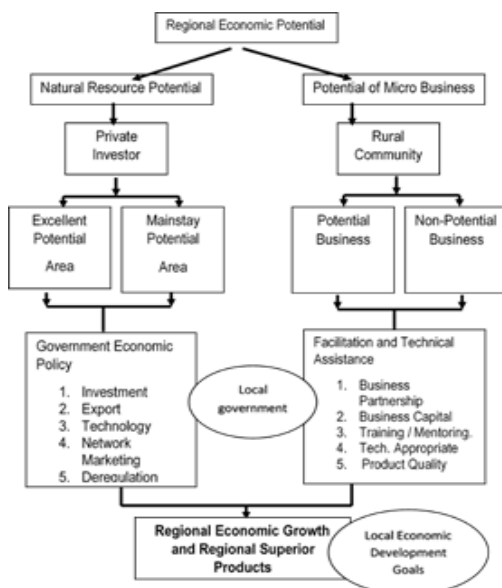 Regional Economic Potential
Natural Resource Potential
Potential of Micro Business
Private
Investor
Rural
Community
Excellent
Potential
Area
Mainstay
Potential
Area
Potential
Business
Non-Potential
Business
Government Economic
Policy
1. Investment
2. Export
3. Technology
4. Network
Marketing
5. Deregulation
Local
government
Facilitation and Technical
Assistance
1. Business
Partnership
2. Business Capital
3. Training / Mentoring.
4. Tech. Appropriate
5. Product Quality
Regional Economic Growth
and Regional Superior
Products
Local Economic
Development
Goals